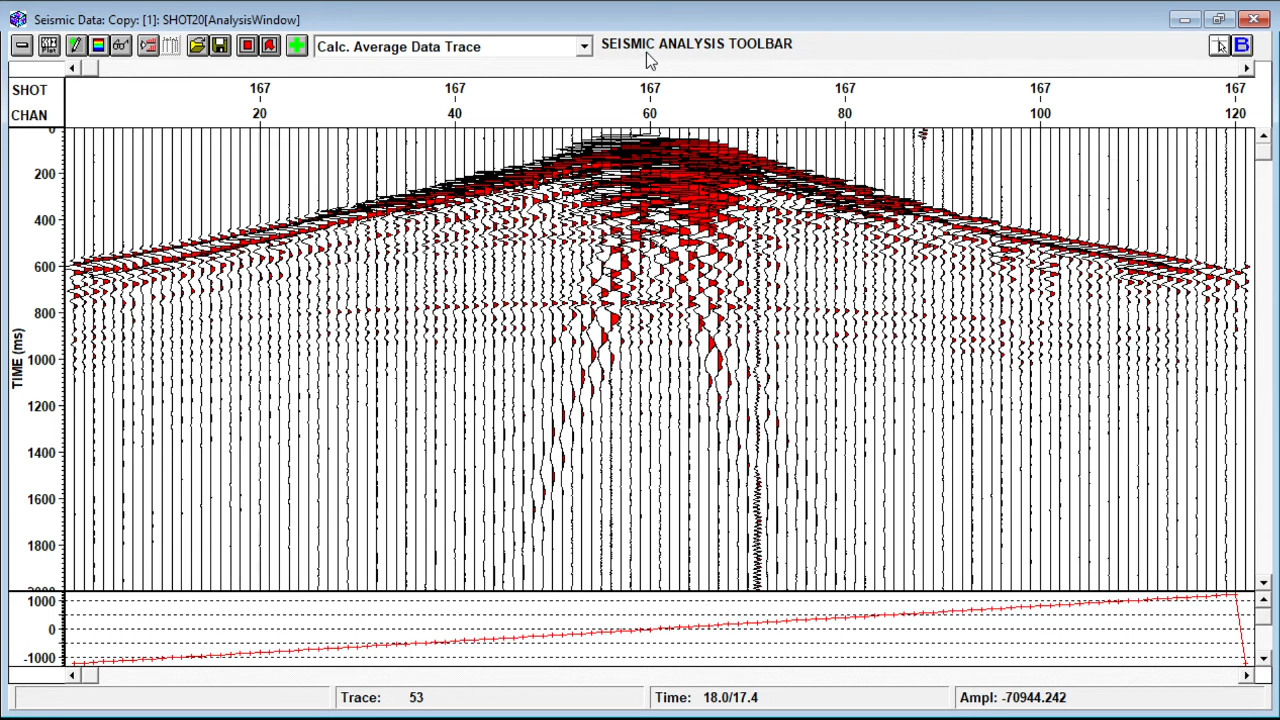 Seismic Data: Copy: [1]: SHOT20[AnalysisWindow]
Calc. Average Data Trace
SEISMIC ANALYSIS TOOLBAR
B
SHOT 167 167 167 167 167 167
CHAN 20 40 60 80 100 120
0
200
400
600
800
1000
1200
1400
1600
1800
TIME (ms)
1000
0
-1000
Trace: 53
Time: 18.0/17.4
Ampl: -70944.242